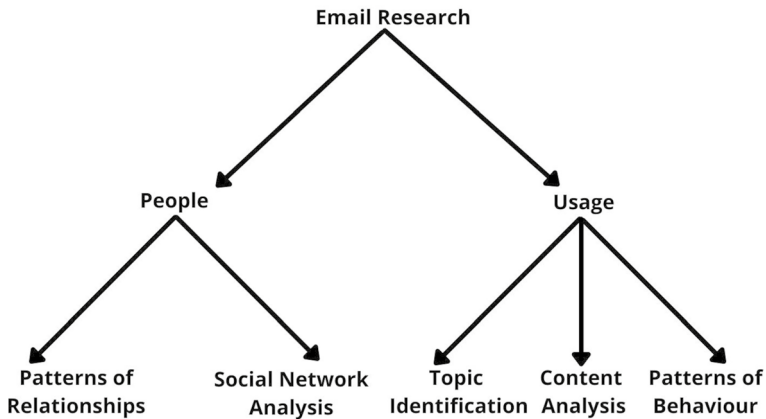 Email Research
People
Usage
Patterns of
Relationships
Social Network
Analysis
Topic
Identification
Content
Analysis
Patterns of
Behaviour